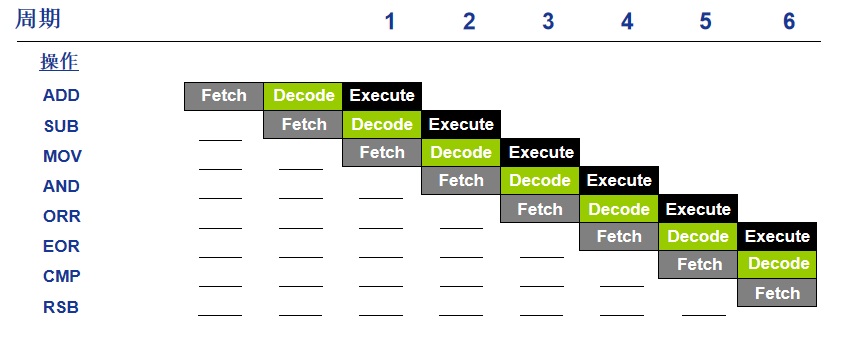 周期 1 2 3 4 5 6
操作
ADD Fetch Decode Execute
SUB Fetch Decode Execute
MOV Fetch Decode Execute
AND Fetch Decode Execute
ORR Fetch Decode Execute
EOR Fetch Decode Execute
CMP Fetch Decode
RSB Fetch